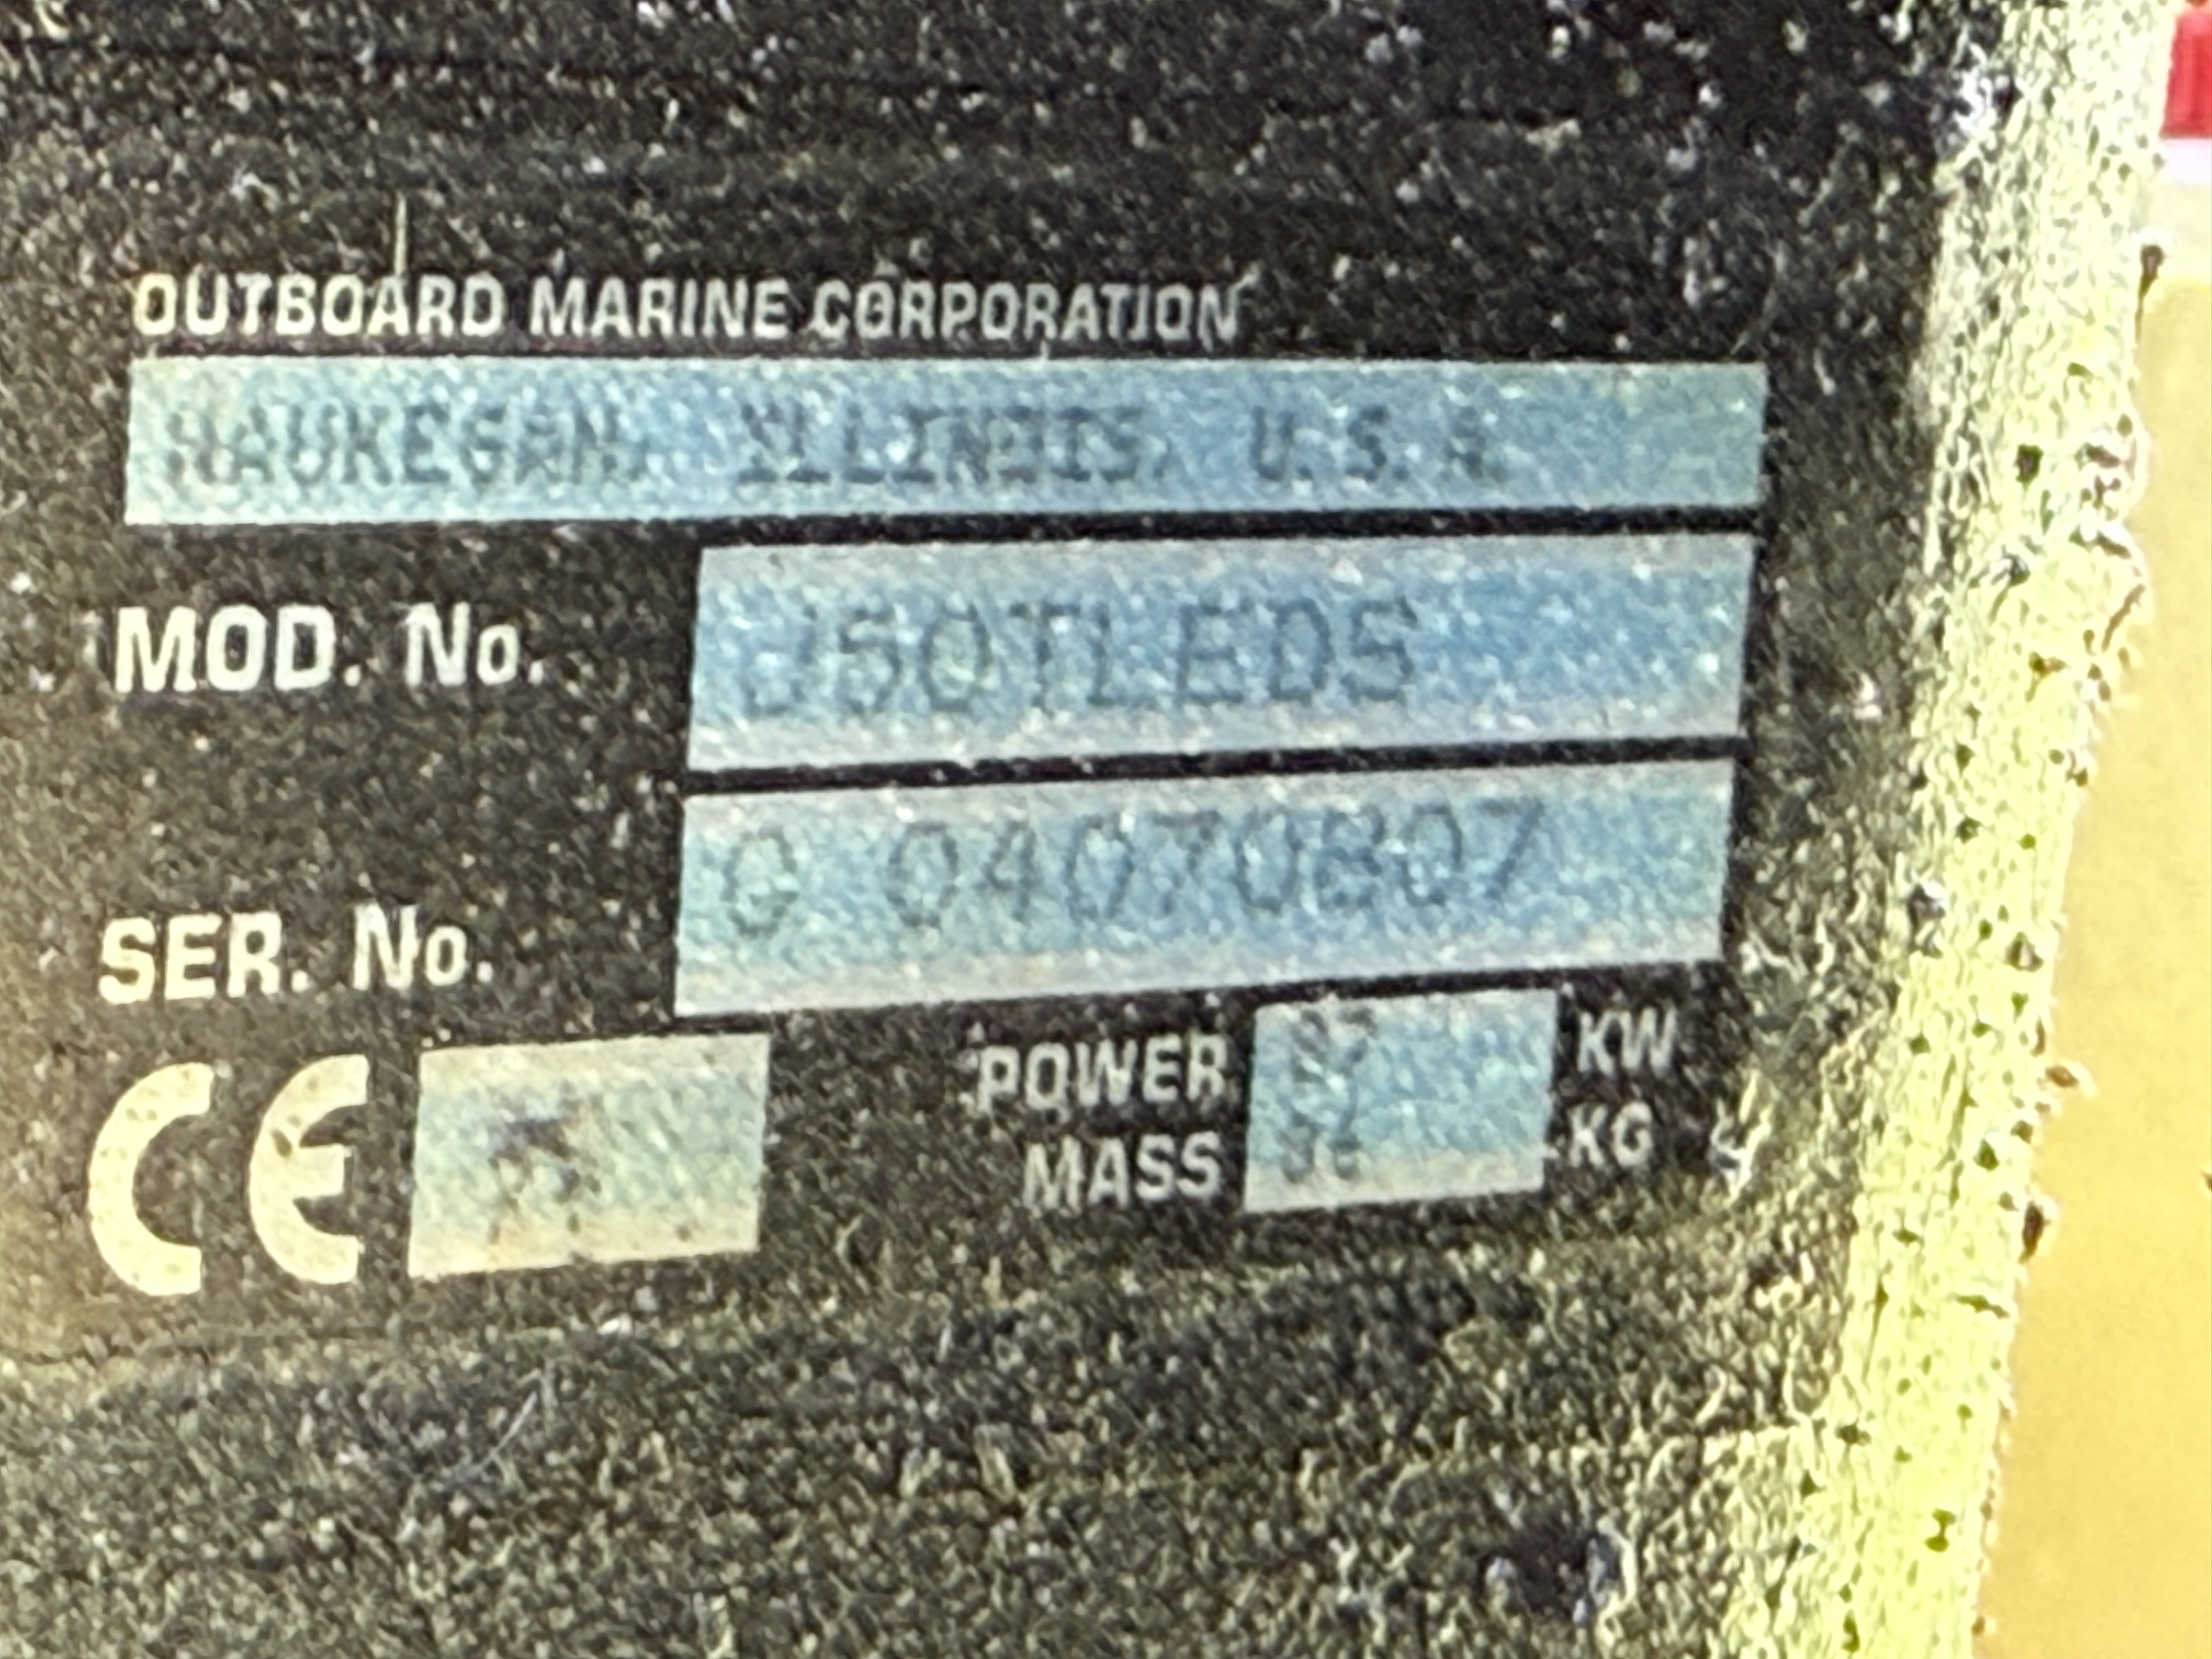 OUTBOARD MARINE CORPORATION
WAUKEGAN, ILLINOIS, U.S.A.
MOD. No. J50TLEDS
SER. No. G 04070807
CE
POWER KW
MASS KG